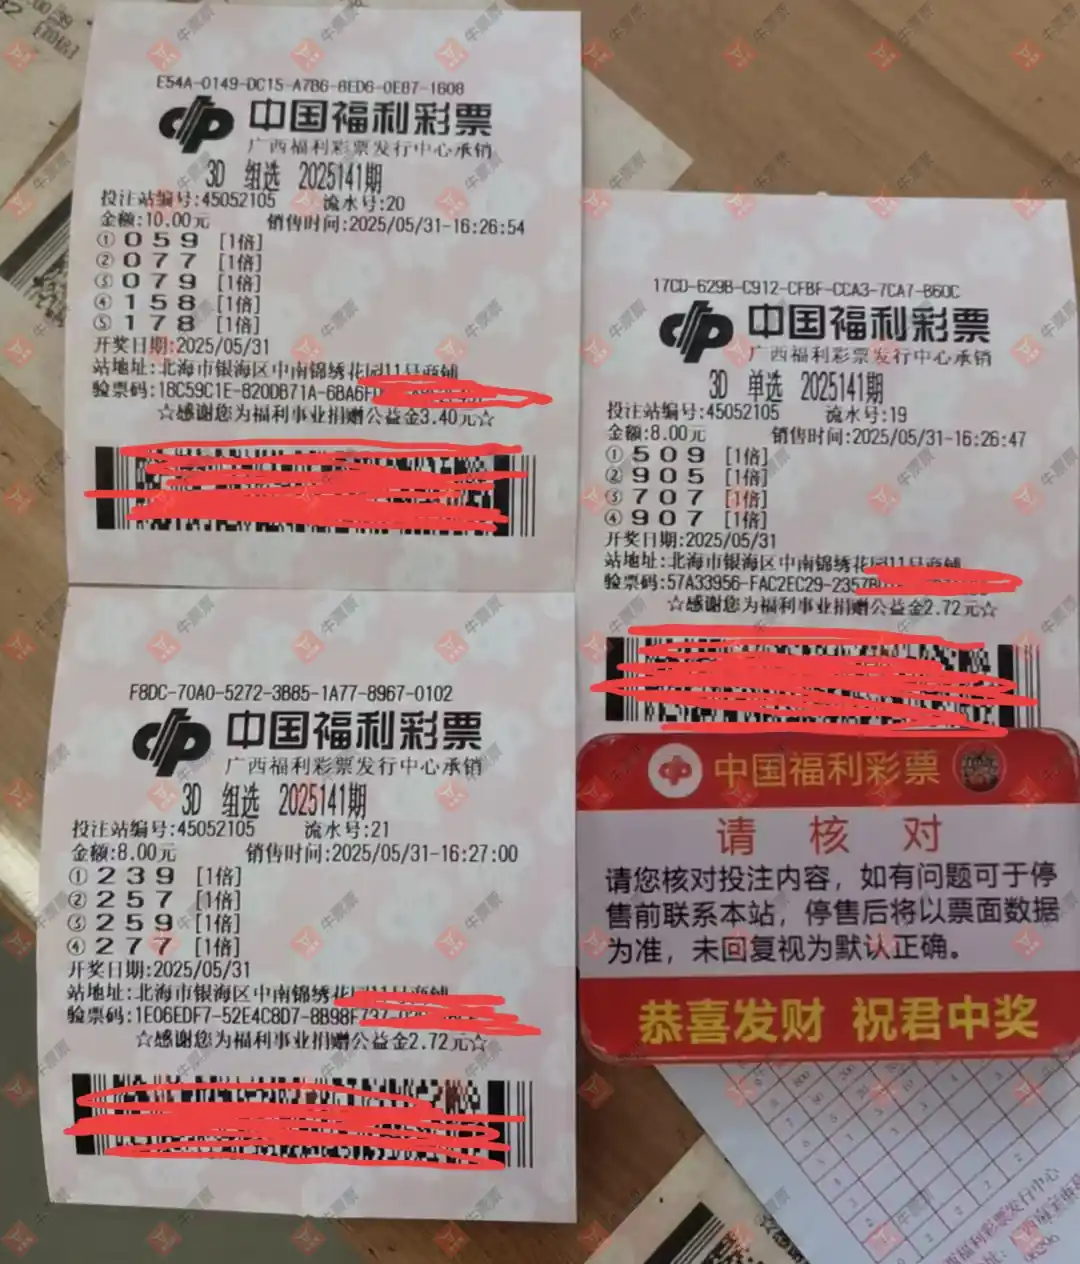 E54A-0149-DC15-A7B6-8ED6-0E87-1608
中国福利彩票
广西福利彩票发行中心承销
3D 组选 2025141期
投注站编号:45052105 流水号:20
金额:10.00元 销售时间:2025/05/31-16:26:54
① 0 5 9 [1倍]
② 0 7 7 [1倍]
③ 0 7 9 [1倍]
④ 1 5 8 [1倍]
⑤ 1 7 8 [1倍]
开奖日期:2025/05/31
站地址:北海市银海区中南锦绣花园11号商铺
验票码:1BC59C1E-820DB71A-6BA6F
☆感谢您为福利事业捐赠公益金3.40元☆
17CD-629B-C912-CFBF-CCA3-7CA7-B60C
中国福利彩票
广西福利彩票发行中心承销
3D 单选 2025141期
投注站编号:45052105 流水号:19
金额:8.00元 销售时间:2025/05/31-16:26:47
① 5 0 9 [1倍]
② 9 0 5 [1倍]
③ 7 0 7 [1倍]
④ 9 0 7 [1倍]
开奖日期:2025/05/31
站地址:北海市银海区中南锦绣花园11号商铺
验票码:57A33956-FAC2EC29-2357B
☆感谢您为福利事业捐赠公益金2.72元☆
F8DC-70A0-5272-3B85-1A77-8967-0102
中国福利彩票
广西福利彩票发行中心承销
3D 组选 2025141期
投注站编号:45052105 流水号:21
金额:8.00元 销售时间:2025/05/31-16:27:00
① 2 3 9 [1倍]
② 2 5 7 [1倍]
③ 2 5 9 [1倍]
④ 2 7 7 [1倍]
开奖日期:2025/05/31
站地址:北海市银海区中南锦绣花园11号商铺
验票码:1E06EDF7-52E4C8D7-8B98F737
☆感谢您为福利事业捐赠公益金2.72元☆
中国福利彩票
请 核 对
请您核对投注内容，如有问题可于停
售前联系本站，停售后将以票面数据
为准，未回复视为默认正确。
恭喜发财 祝君中奖
福利彩票发行中心
牛票票